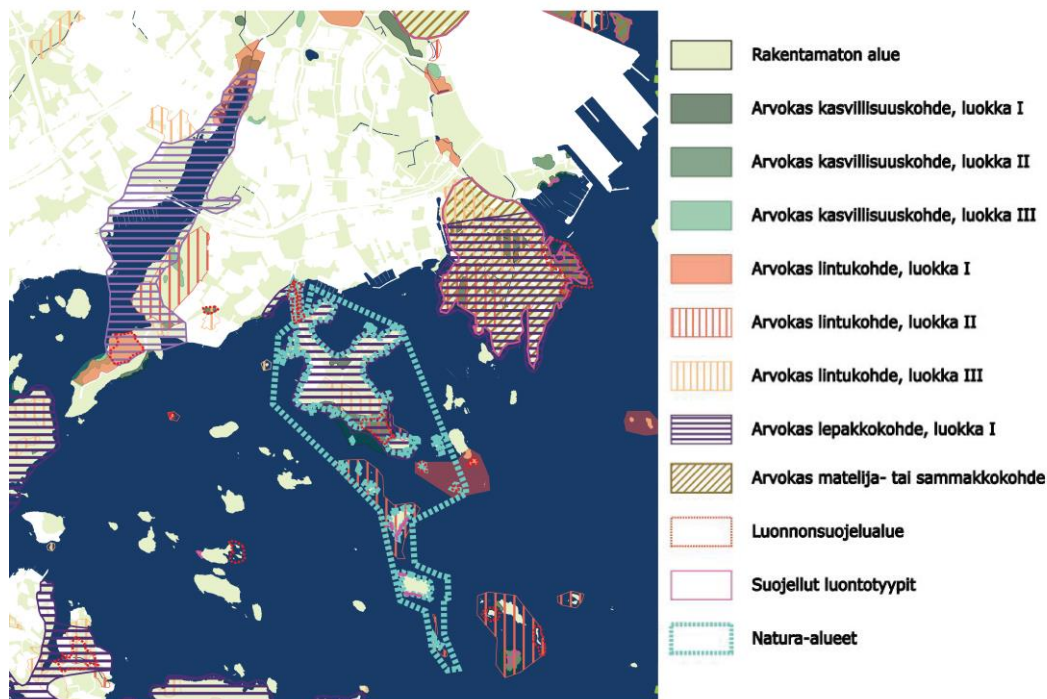 Rakentamaton alue
Arvokas kasvillisuuskohde, luokka I
Arvokas kasvillisuuskohde, luokka II
Arvokas kasvillisuuskohde, luokka III
Arvokas lintukohde, luokka I
Arvokas lintukohde, luokka II
Arvokas lintukohde, luokka III
Arvokas lepakkokohde, luokka I
Arvokas matelija- tai sammakkokohde
Luonnonsuojelualue
Suojellut luontotyypit
Natura-alueet